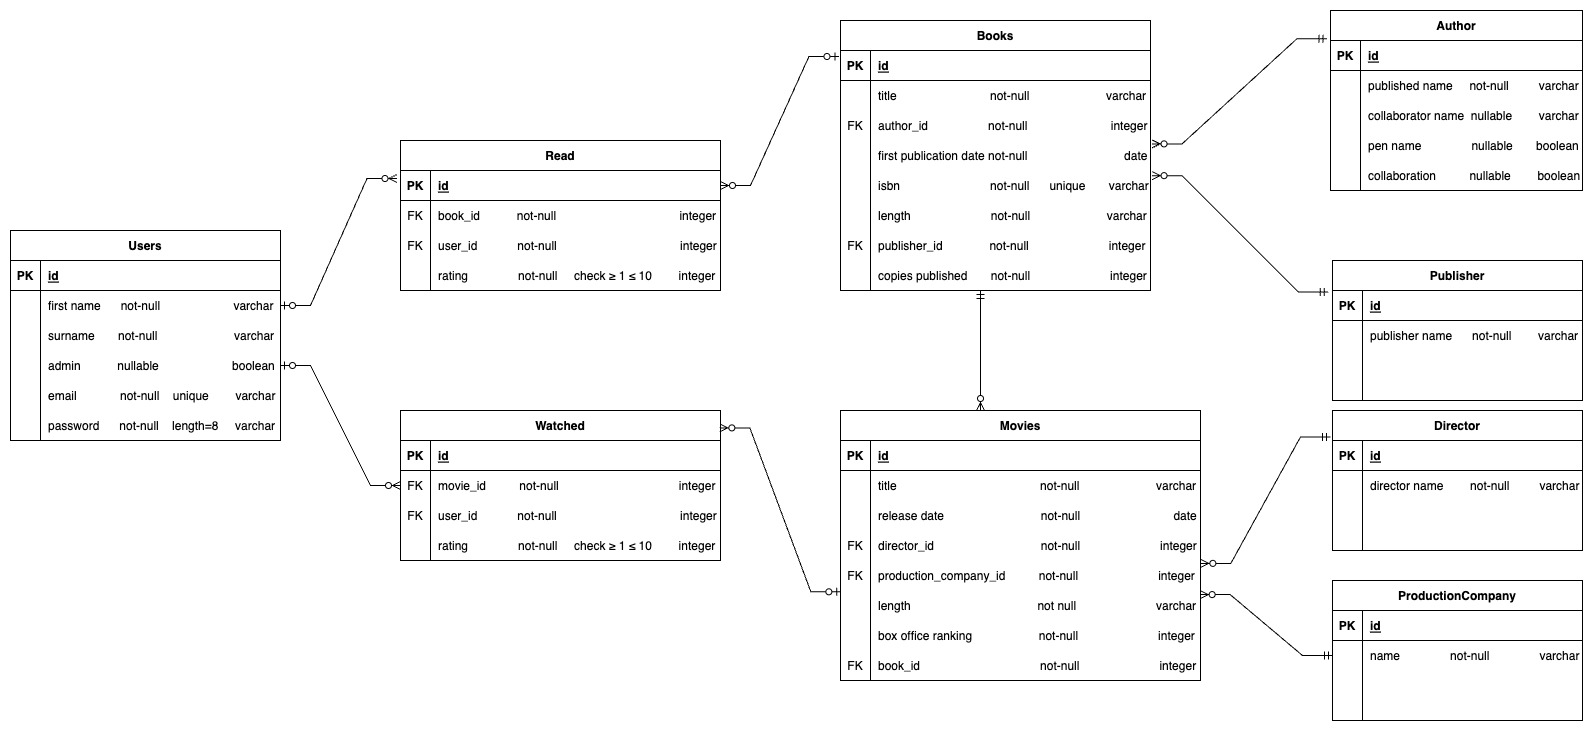 Users
PK id
first name not-null varchar
surname not-null varchar
admin nullable boolean
email not-null unique varchar
password not-null length=8 varchar
Read
PK id
FK book_id not-null integer
FK user_id not-null integer
rating not-null check ≥ 1 ≤ 10 integer
Watched
PK id
FK movie_id not-null integer
FK user_id not-null integer
rating not-null check ≥ 1 ≤ 10 integer
Books
PK id
title not-null varchar
FK author_id not-null integer
first publication date not-null date
isbn not-null unique varchar
length not-null varchar
FK publisher_id not-null integer
copies published not-null integer
Movies
PK id
title not-null varchar
release date not-null date
FK director_id not-null integer
FK production_company_id not-null integer
length not null varchar
box office ranking not-null integer
FK book_id not-null integer
Author
PK id
published name not-null varchar
collaborator name nullable varchar
pen name nullable boolean
collaboration nullable boolean
Publisher
PK id
publisher name not-null varchar
Director
PK id
director name not-null varchar
ProductionCompany
PK id
name not-null varchar